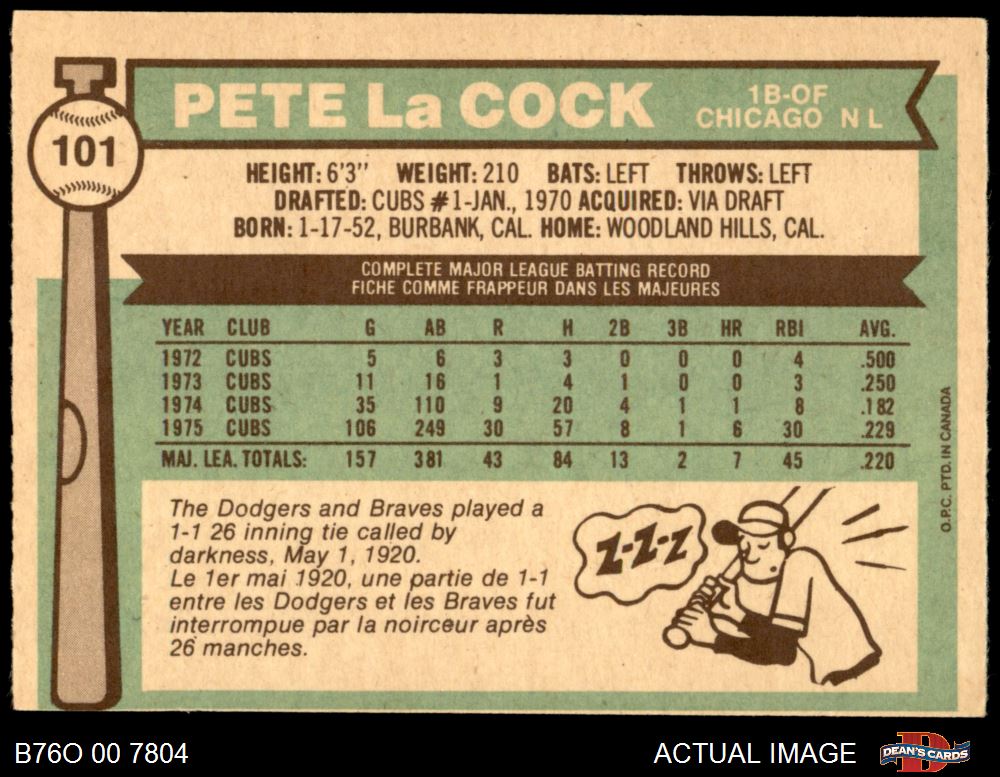 PETE La COCK
1B-OF
CHICAGO N L
101
HEIGHT: 6'3" WEIGHT: 210 BATS: LEFT THROWS: LEFT
DRAFTED: CUBS #1-JAN., 1970 ACQUIRED: VIA DRAFT
BORN: 1-17-52, BURBANK, CAL. HOME: WOODLAND HILLS, CAL.
COMPLETE MAJOR LEAGUE BATTING RECORD
FICHE COMME FRAPPEUR DANS LES MAJEURES
YEAR CLUB G AB R H 2B 3B HR RBI AVG.
1972 CUBS 5 6 3 3 0 0 0 4 .500
1973 CUBS 11 16 1 4 1 0 0 3 .250
1974 CUBS 35 110 9 20 4 1 1 8 .182
1975 CUBS 106 249 30 57 8 1 6 30 .229
MAJ. LEA. TOTALS: 157 381 43 84 13 2 7 45 .220
The Dodgers and Braves played a
1-1 26 inning tie called by
darkness, May 1, 1920.
Le 1er mai 1920, une partie de 1-1
entre les Dodgers et les Braves fut
interrompue par la noirceur après
26 manches.
Z-Z-Z
O.P.C. PTD. IN CANADA
B76O 00 7804
ACTUAL IMAGE
D
DEAN'S CARDS